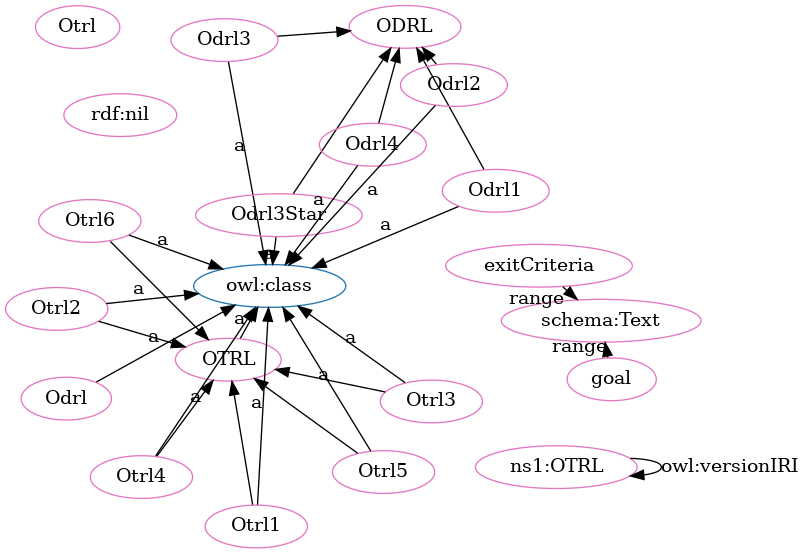 Otrl
Odrl3
ODRL
Odrl2
rdf:nil
Odrl4
a
Odrl1
a
a
Odrl3Star
Otrl6
a
a
a
exitCriteria
owl:class
Otrl2
a
range
schema:Text
a
a
a
range
OTRL
a
goal
Odrl
a
a
Otrl3
Otrl4
Otrl5
ns1:OTRL
owl:versionIRI
Otrl1